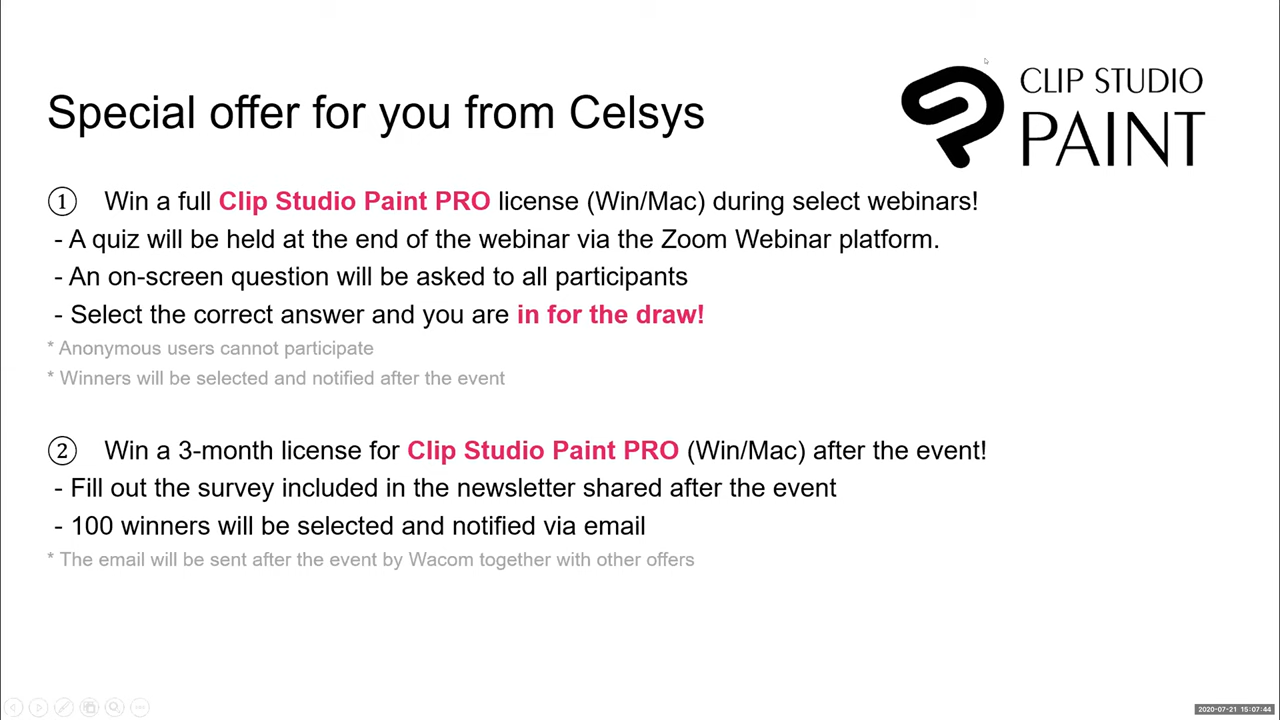 Special offer for you from Celsys
CLIP STUDIO
PAINT
① Win a full Clip Studio Paint PRO license (Win/Mac) during select webinars!
- A quiz will be held at the end of the webinar via the Zoom Webinar platform.
- An on-screen question will be asked to all participants
- Select the correct answer and you are in for the draw!
* Anonymous users cannot participate
* Winners will be selected and notified after the event
② Win a 3-month license for Clip Studio Paint PRO (Win/Mac) after the event!
- Fill out the survey included in the newsletter shared after the event
- 100 winners will be selected and notified via email
* The email will be sent after the event by Wacom together with other offers
2020-07-21 15:07:44